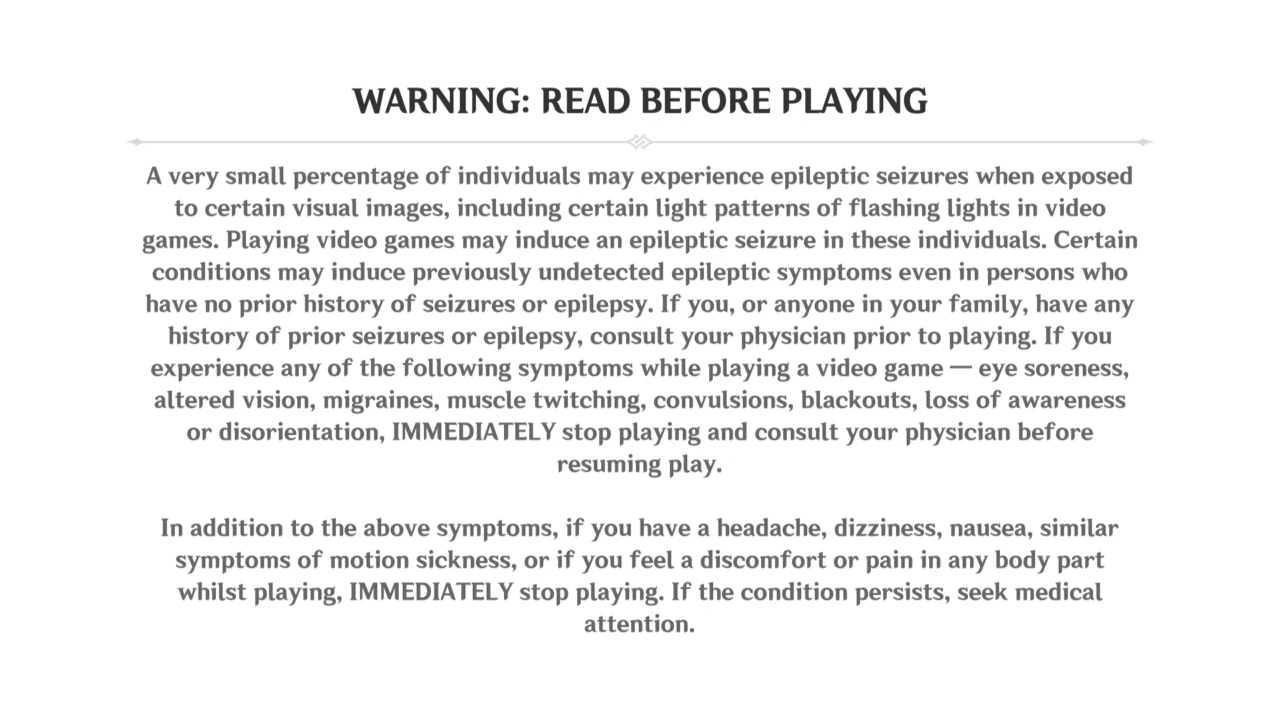 WARNING: READ BEFORE PLAYING
A very small percentage of individuals may experience epileptic seizures when exposed
to certain visual images, including certain light patterns of flashing lights in video
games. Playing video games may induce an epileptic seizure in these individuals. Certain
conditions may induce previously undetected epileptic symptoms even in persons who
have no prior history of seizures or epilepsy. If you, or anyone in your family, have any
history of prior seizures or epilepsy, consult your physician prior to playing. If you
experience any of the following symptoms while playing a video game — eye soreness,
altered vision, migraines, muscle twitching, convulsions, blackouts, loss of awareness
or disorientation, IMMEDIATELY stop playing and consult your physician before
resuming play.
In addition to the above symptoms, if you have a headache, dizziness, nausea, similar
symptoms of motion sickness, or if you feel a discomfort or pain in any body part
whilst playing, IMMEDIATELY stop playing. If the condition persists, seek medical
attention.